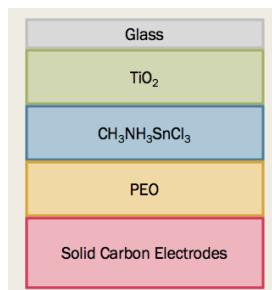 Glass
TiO₂
CH₃NH₃SnCl₃
PEO
Solid Carbon Electrodes